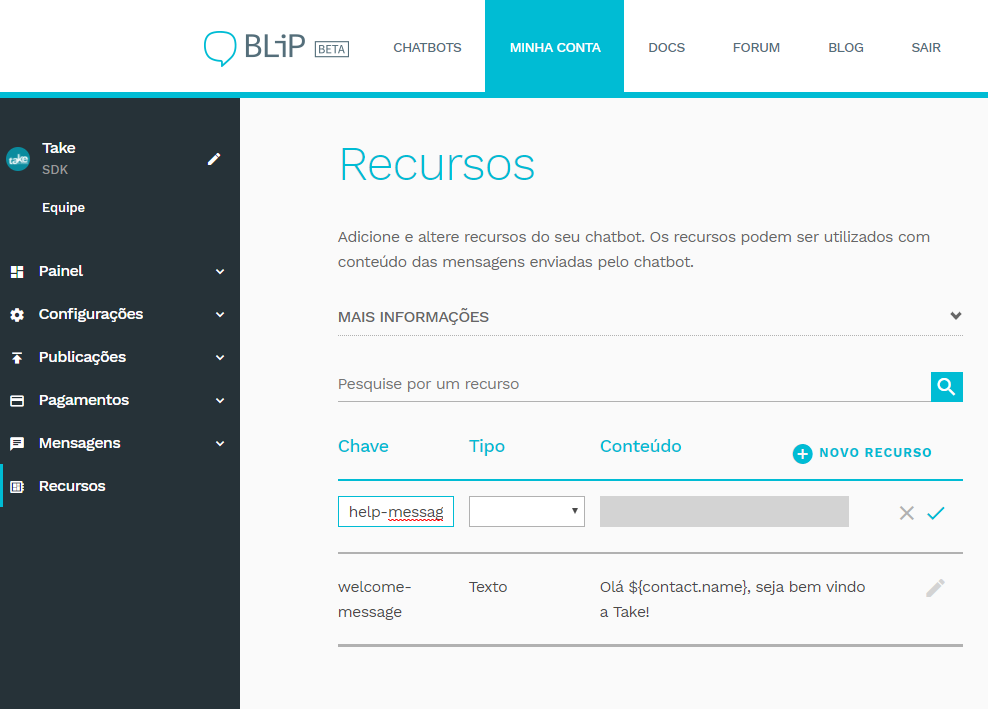 BLiP BETA
CHATBOTS
MINHA CONTA
DOCS
FORUM
BLOG
SAIR
take
Take
SDK
Equipe
Painel
Configurações
Publicações
Pagamentos
Mensagens
Recursos
Recursos
Adicione e altere recursos do seu chatbot. Os recursos podem ser utilizados com
conteúdo das mensagens enviadas pelo chatbot.
MAIS INFORMAÇÕES
Pesquise por um recurso
Chave
Tipo
Conteúdo
NOVO RECURSO
help-messag
welcome-
message
Texto
Olá ${contact.name}, seja bem vindo
a Take!